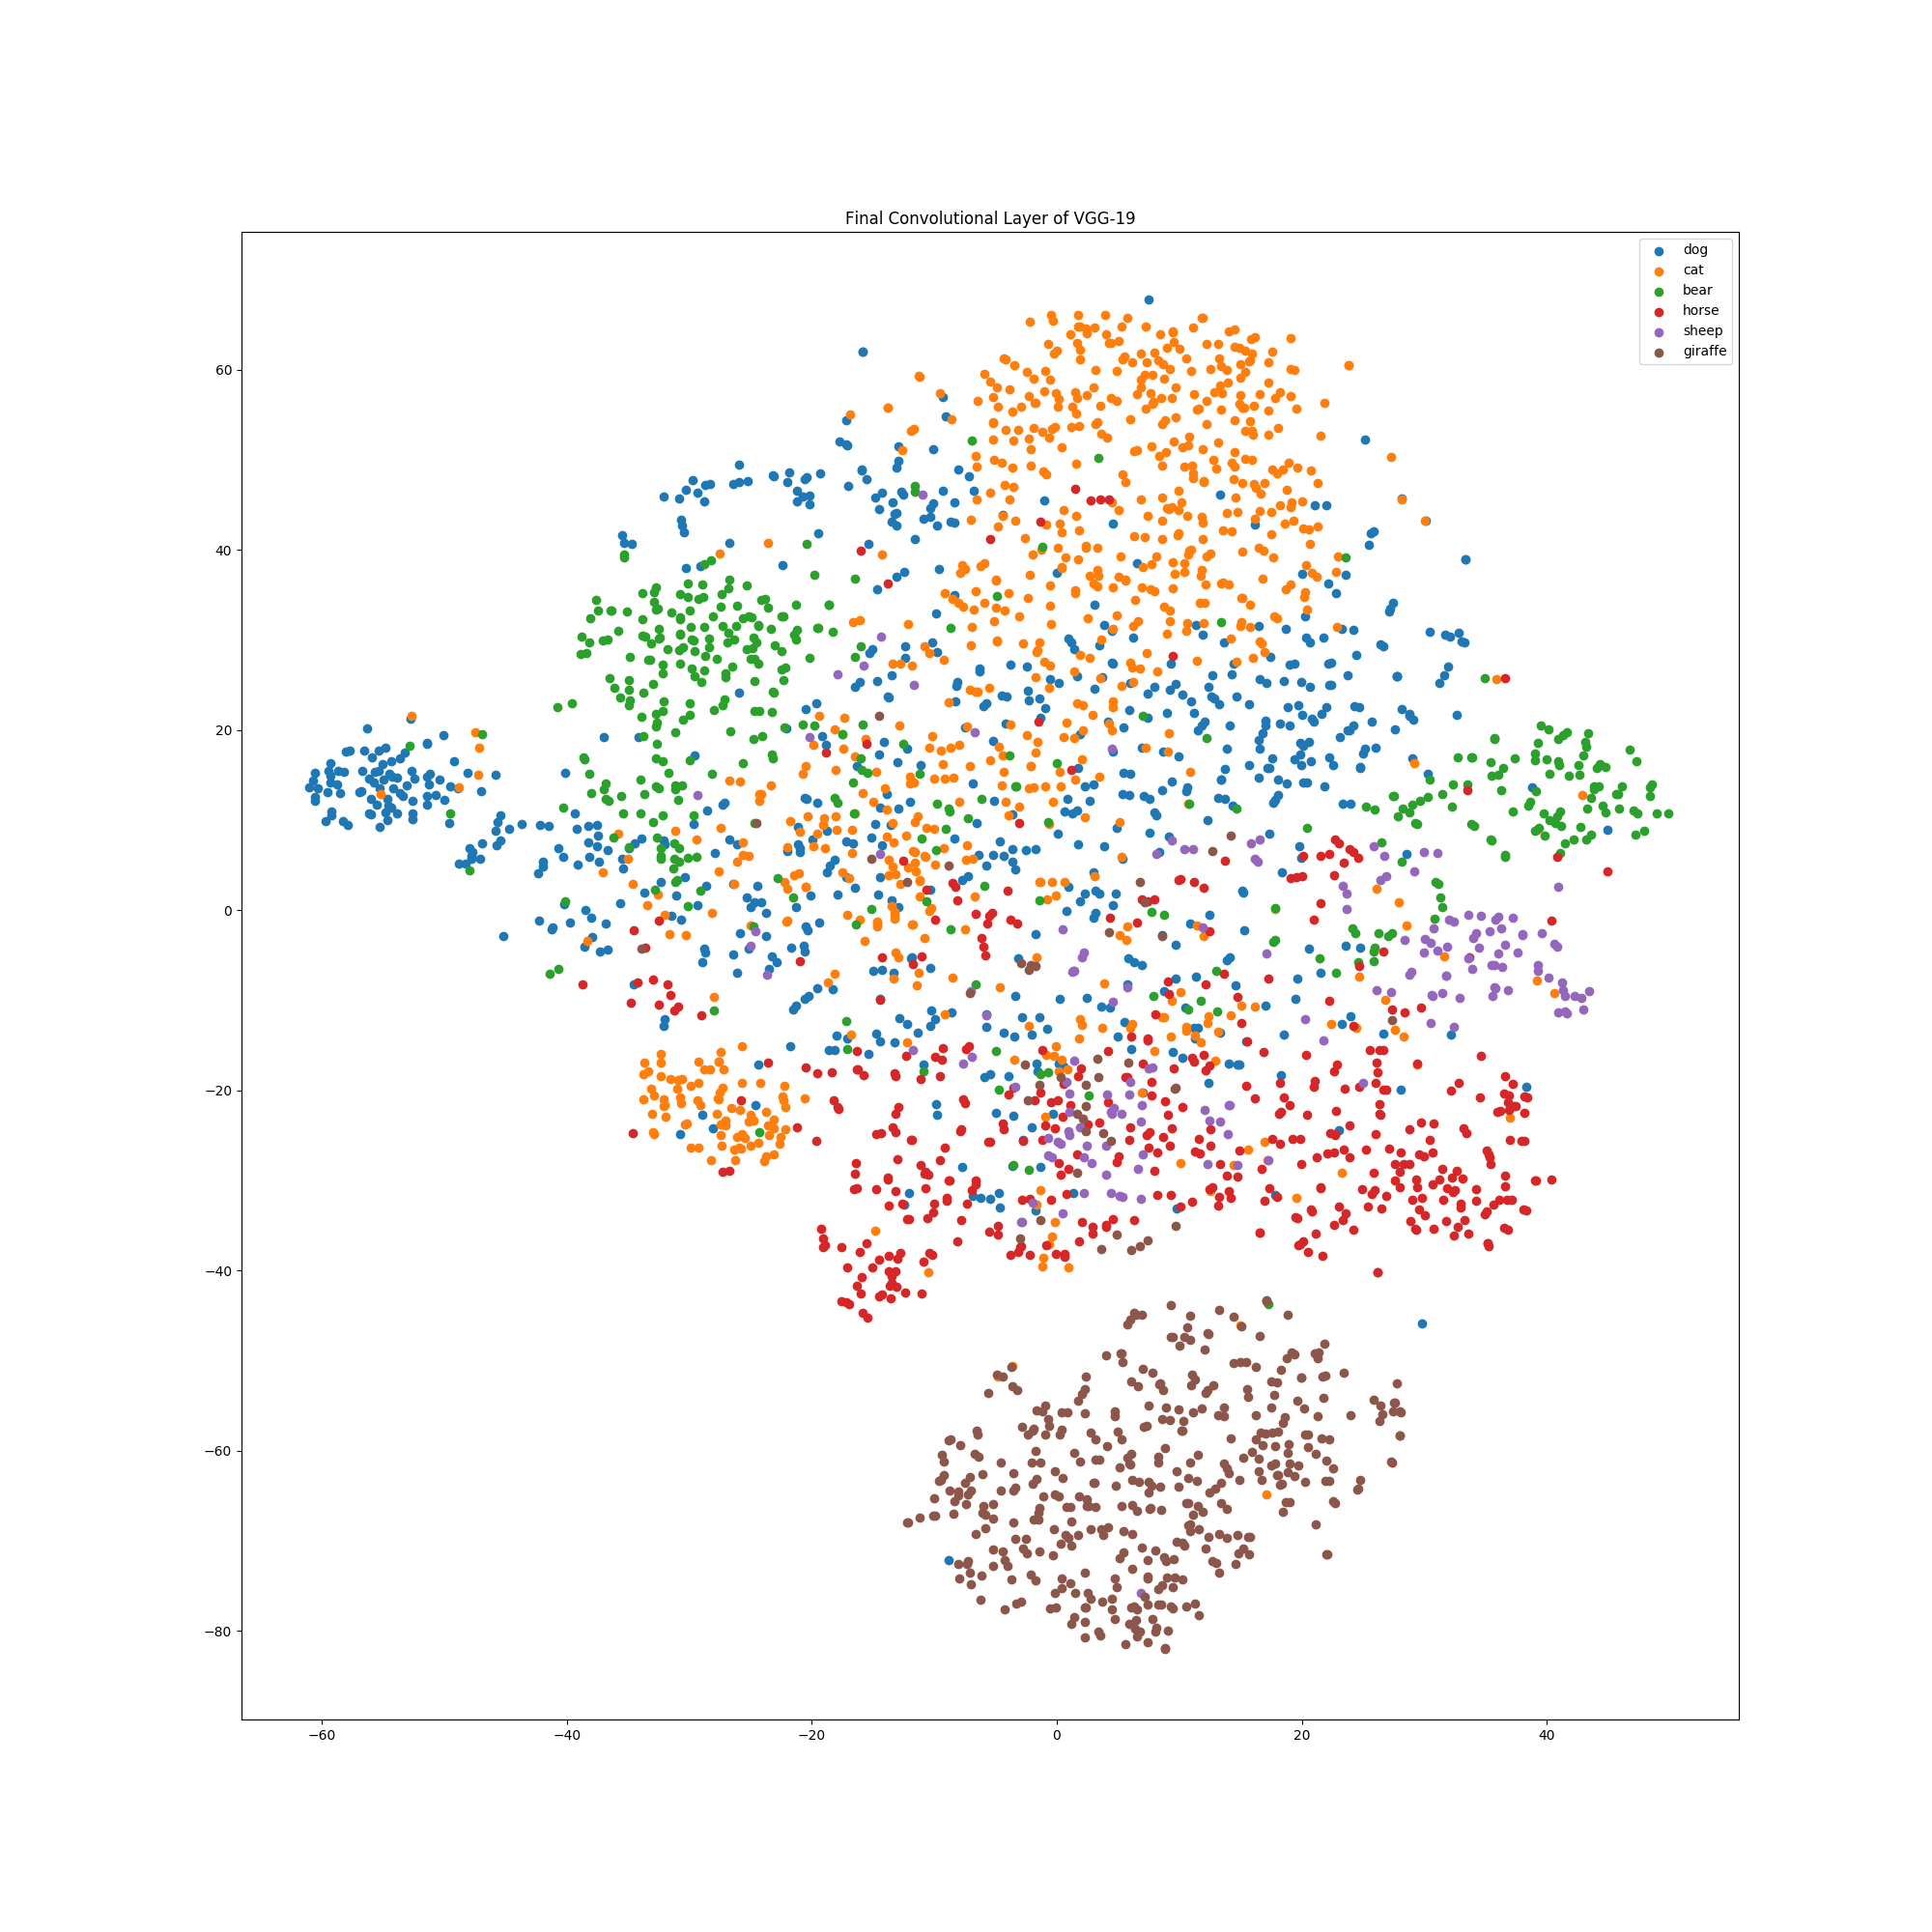 Final Convolutional Layer of VGG-19
dog
cat
bear
horse
sheep
giraffe
60
40
20
0
−20
−40
−60
−80
−60 −40 −20 0 20 40